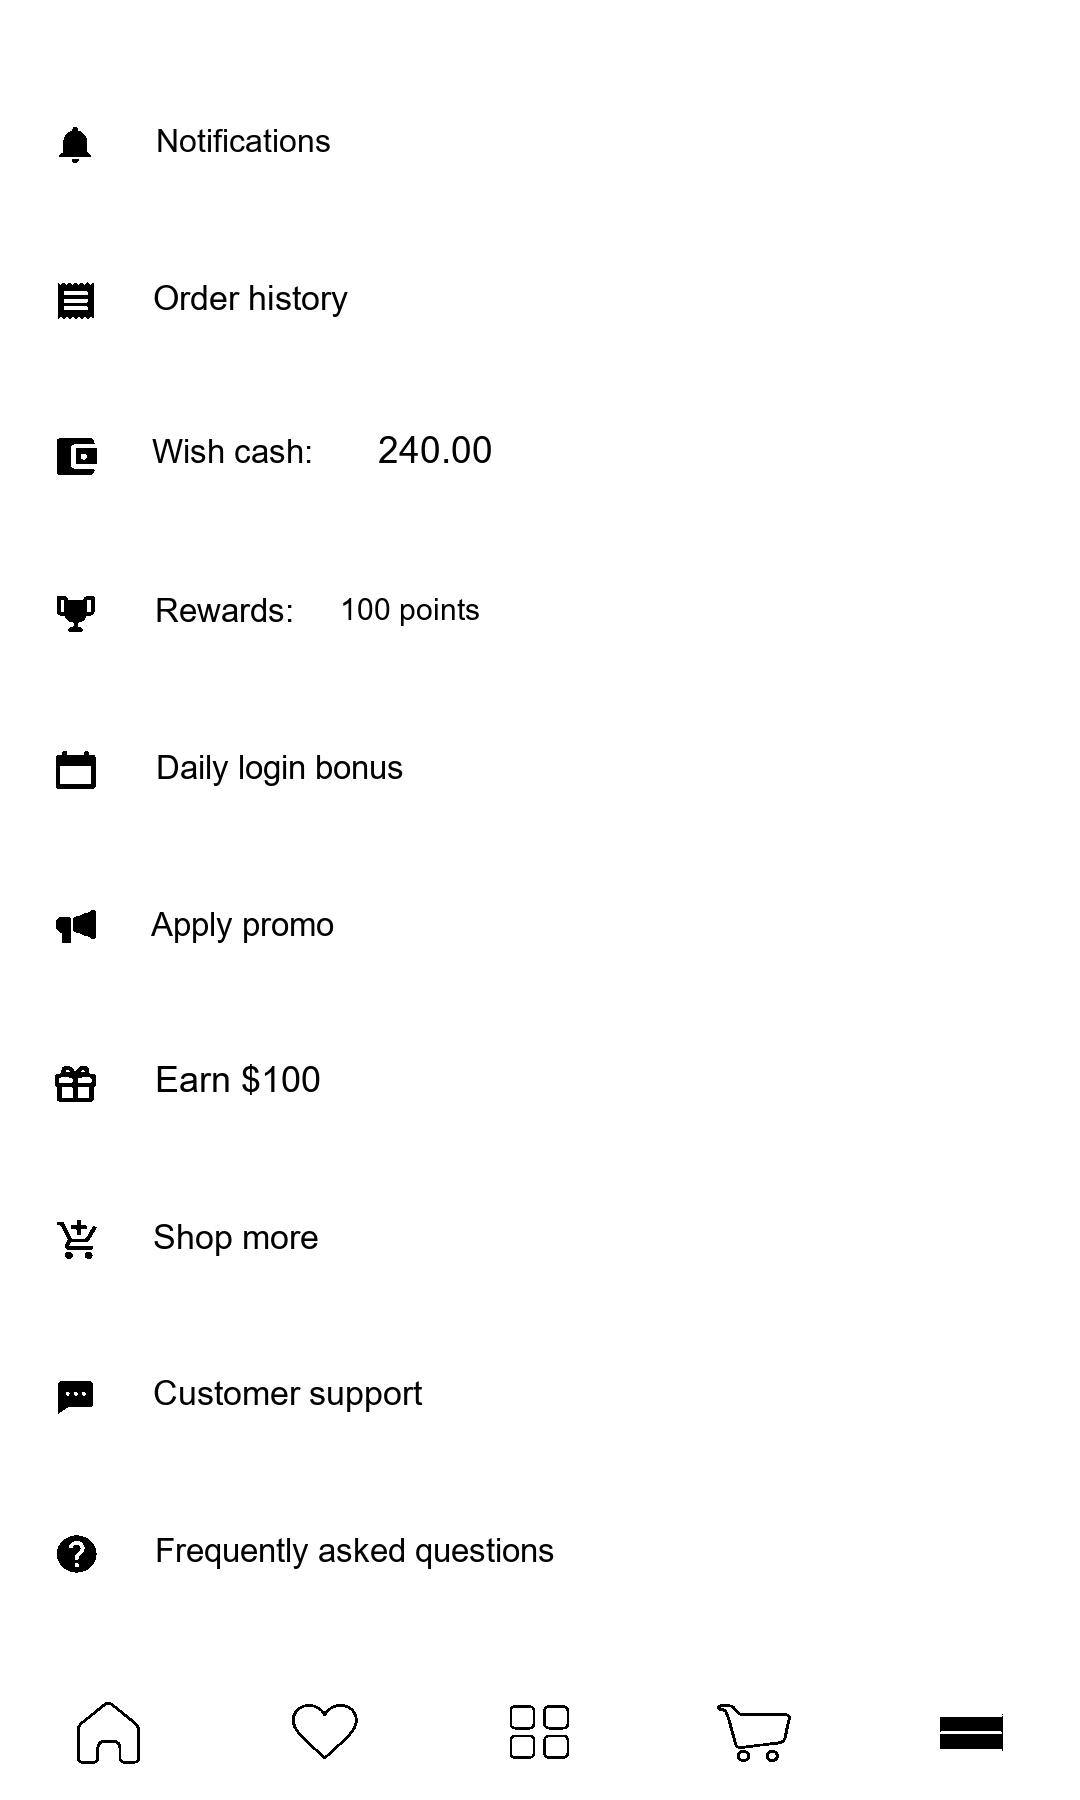 Notifications
Order history
Wish cash: 240.00
Rewards: 100 points
Daily login bonus
Apply promo
Earn $100
Shop more
Customer support
Frequently asked questions